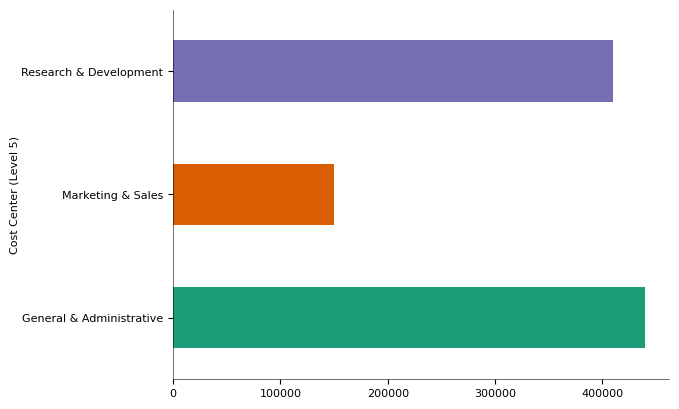 Research & Development
Marketing & Sales
General & Administrative
Cost Center (Level 5)
0 100000 200000 300000 400000